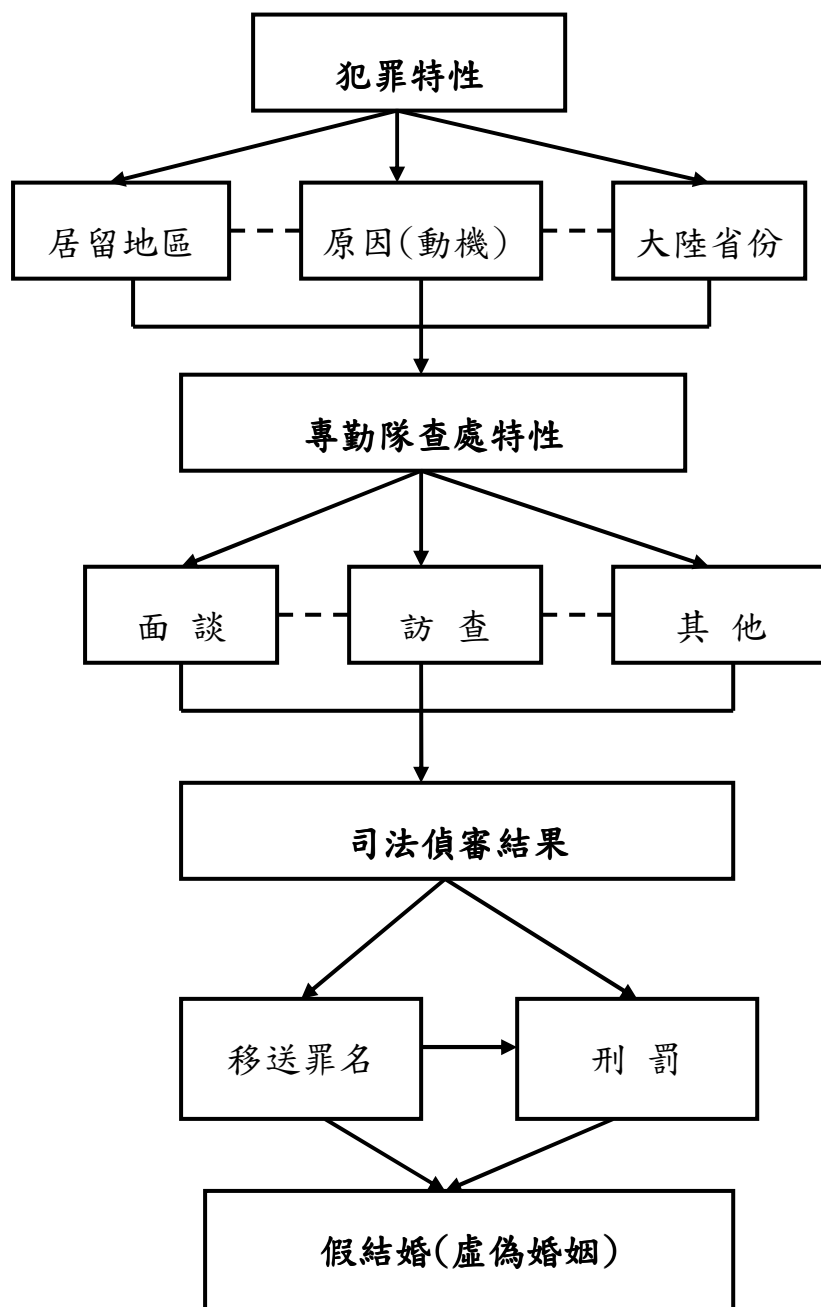 犯罪特性
居留地區
原因(動機)
大陸省份
專勤隊查處特性
面 談
訪 查
其 他
司法偵審結果
移送罪名
刑 罰
假結婚(虛偽婚姻)